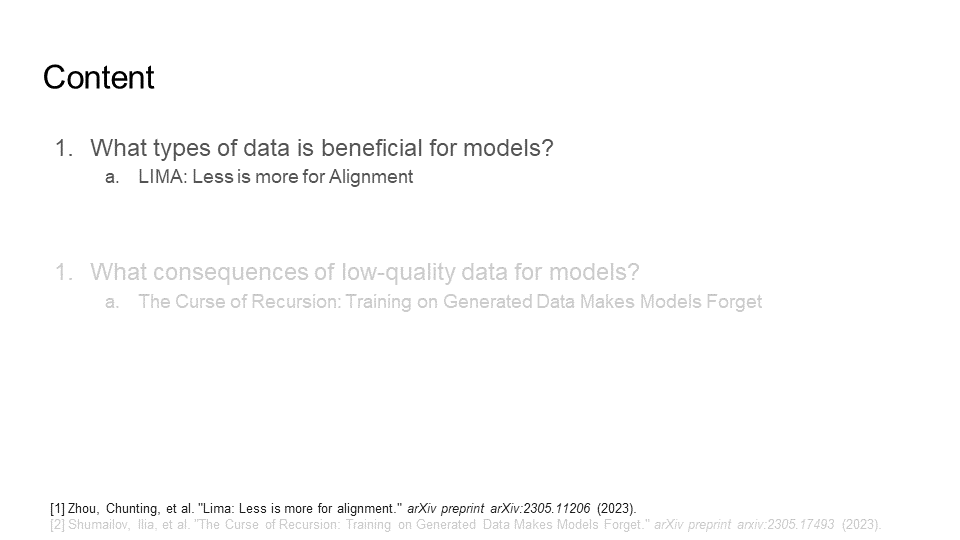 Content
1. What types of data is beneficial for models?
a. LIMA: Less is more for Alignment
1. What consequences of low-quality data for models?
a. The Curse of Recursion: Training on Generated Data Makes Models Forget
[1] Zhou, Chunting, et al. "Lima: Less is more for alignment." arXiv preprint arXiv:2305.11206 (2023).
[2] Shumailov, Ilia, et al. "The Curse of Recursion: Training on Generated Data Makes Models Forget." arXiv preprint arxiv:2305.17493 (2023).